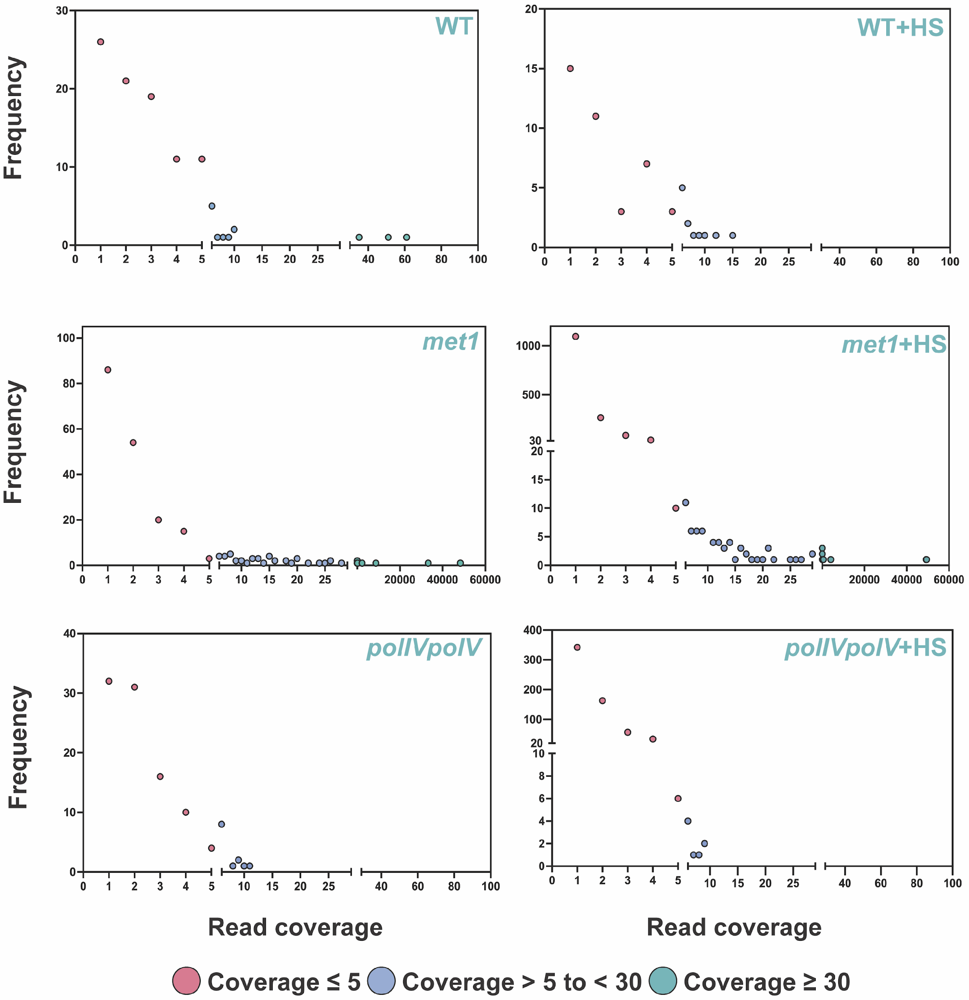 WT
Frequency
30
20
10
0
0 1 2 3 4 5 10 15 20 25 40 60 80 100
WT+HS
20
15
10
5
0
0 1 2 3 4 5 10 15 20 25 40 60 80 100
met1
Frequency
100
80
60
40
20
0
0 1 2 3 4 5 10 15 20 25 20000 40000 60000
met1+HS
1000
500
30
20
15
10
5
0
0 1 2 3 4 5 10 15 20 25 20000 40000 60000
polIVpolV
Frequency
40
30
20
10
0
0 1 2 3 4 5 10 15 20 25 40 60 80 100
polIVpolV+HS
400
300
200
100
20
10
8
6
4
2
0
0 1 2 3 4 5 10 15 20 25 40 60 80 100
Read coverage
Read coverage
Coverage ≤ 5 Coverage > 5 to < 30 Coverage ≥ 30